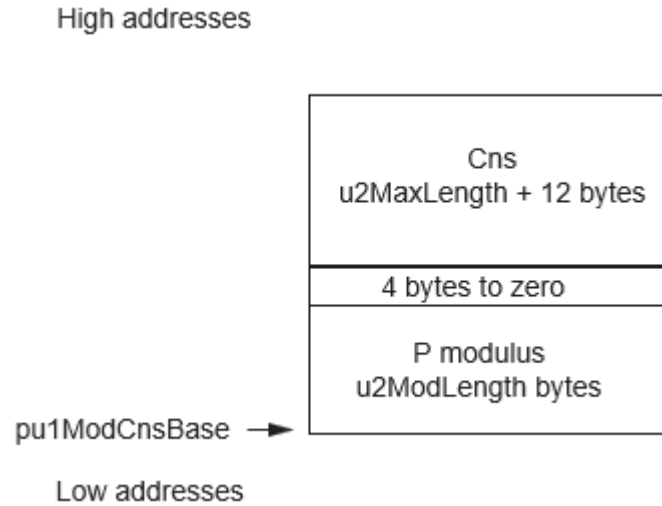 High addresses
Cns
u2MaxLength + 12 bytes
4 bytes to zero
P modulus
u2ModLength bytes
pu1ModCnsBase
Low addresses